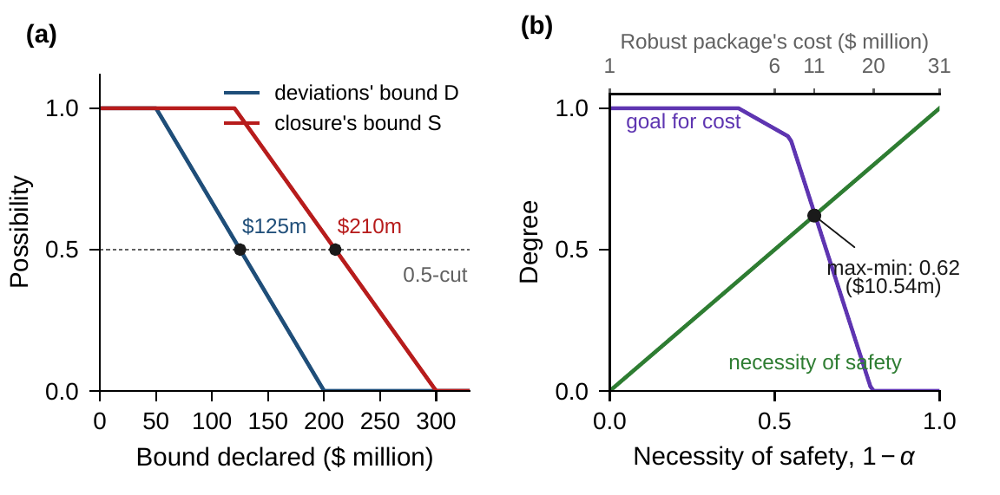 (a)
deviations' bound D
closure's bound S
1.0
0.5
0.0
Possibility
$125m
$210m
0.5-cut
0 50 100 150 200 250 300
Bound declared ($ million)
(b)
Robust package's cost ($ million)
1 6 11 20 31
1.0
0.5
0.0
Degree
goal for cost
max-min: 0.62
($10.54m)
necessity of safety
0.0 0.5 1.0
Necessity of safety, 1 − α